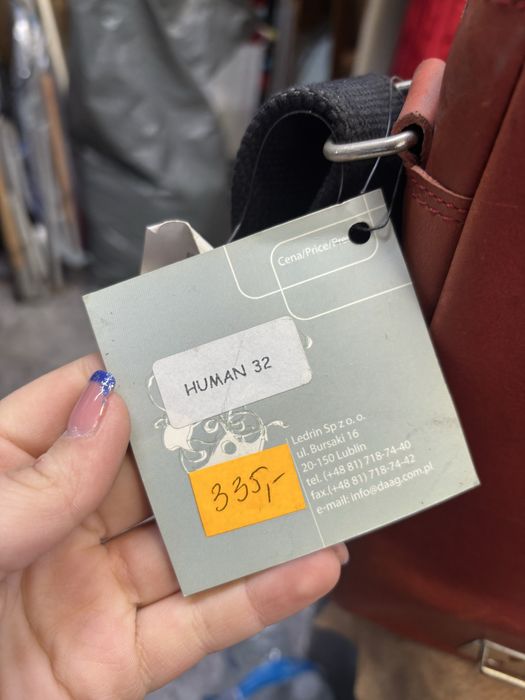 Cena/Price/Pre
HUMAN 32
335,-
Ledrin Sp z o. o.
ul. Bursaki 16
20-150 Lublin
tel. (+48 81) 718-74-40
fax.(+48 81) 718-74-42
e-mail: info@daag.com.pl